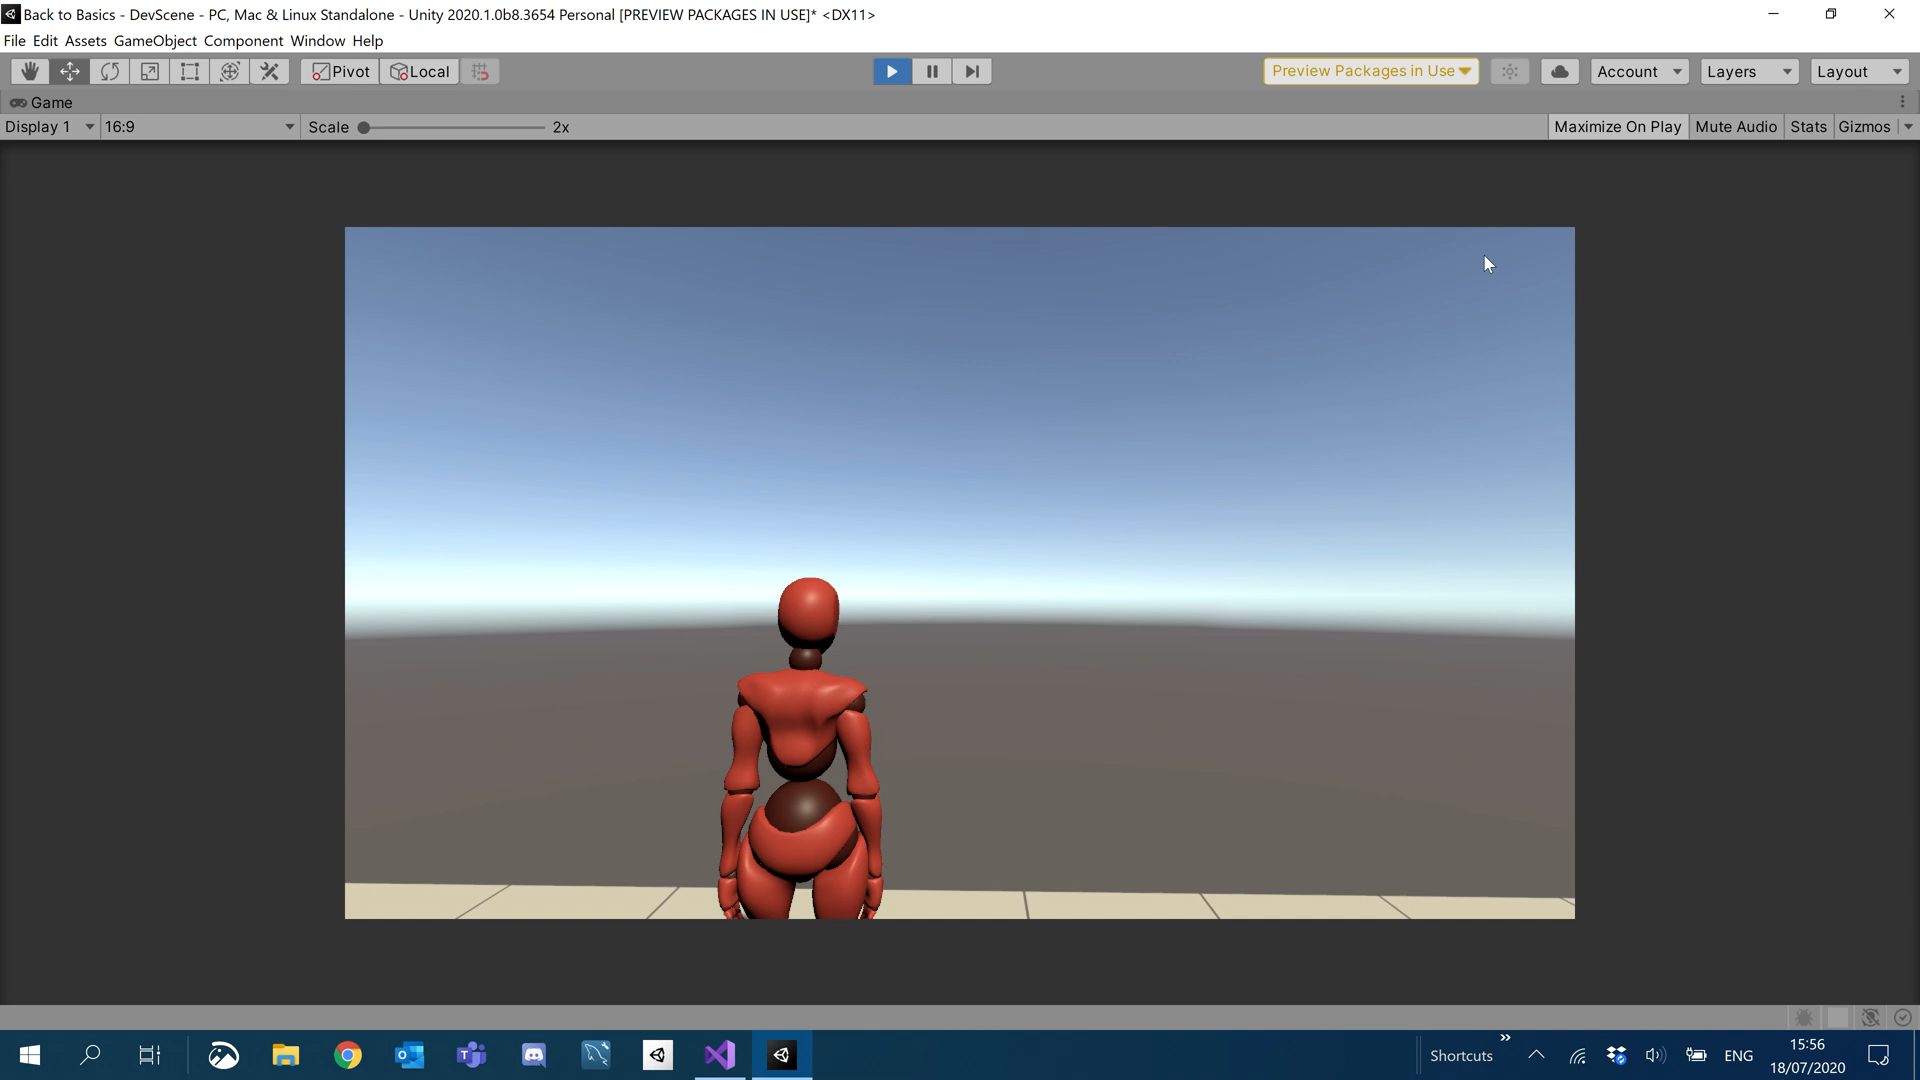 Back to Basics - DevScene - PC, Mac & Linux Standalone - Unity 2020.1.0b8.3654 Personal [PREVIEW PACKAGES IN USE]* <DX11>
File Edit Assets GameObject Component Window Help
Pivot Local Preview Packages in Use Account Layers Layout
Game
Display 1 16:9 Scale 2x Maximize On Play Mute Audio Stats Gizmos
Shortcuts » ENG 15:56
18/07/2020